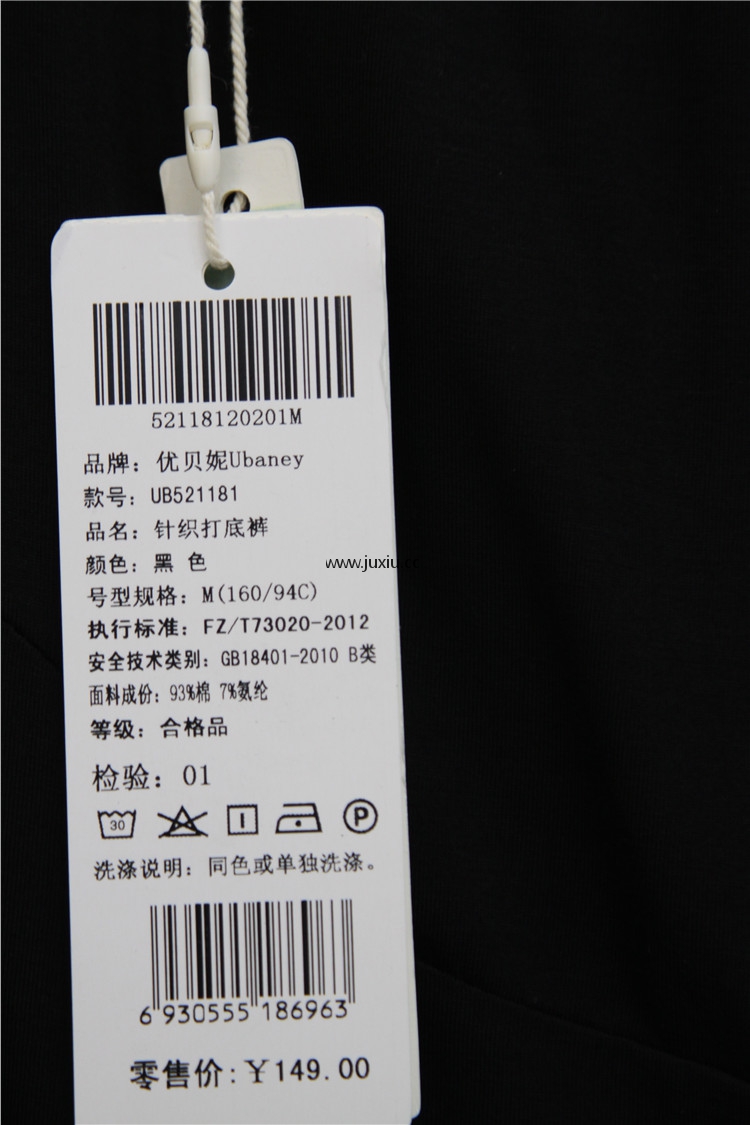 52118120201M
品牌：优贝妮Ubaney
款号：UB521181
品名：针织打底裤
颜色：黑 色
www.juxiu.cc
号型规格：M(160/94C)
执行标准：FZ/T73020-2012
安全技术类别：GB18401-2010 B类
面料成份：93%棉 7%氨纶
等级：合格品
检验：01
30
P
洗涤说明：同色或单独洗涤。
6 930555 186963
零售价:￥149.00